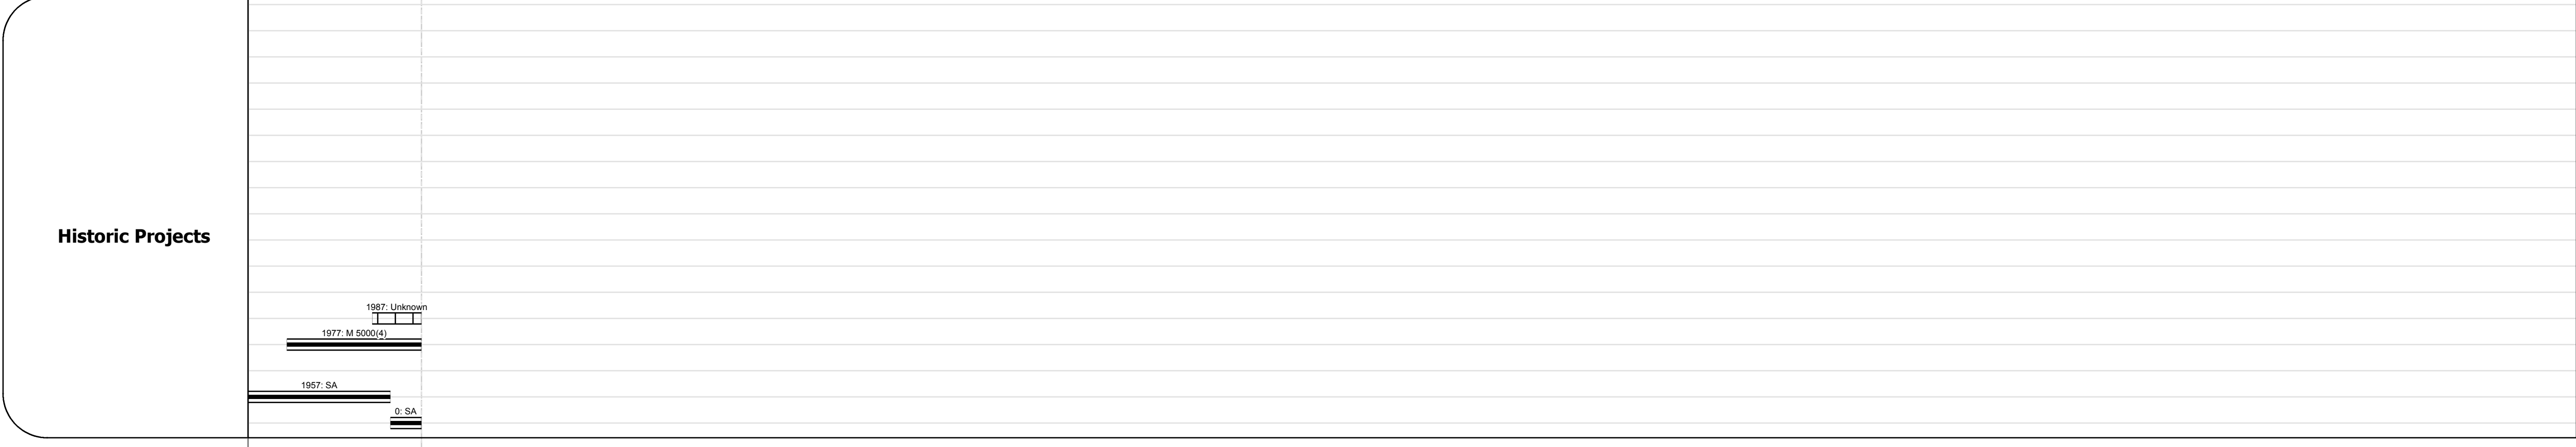 Historic Projects
1987: Unknown
1977: M 5000(4)
1957: SA
0: SA